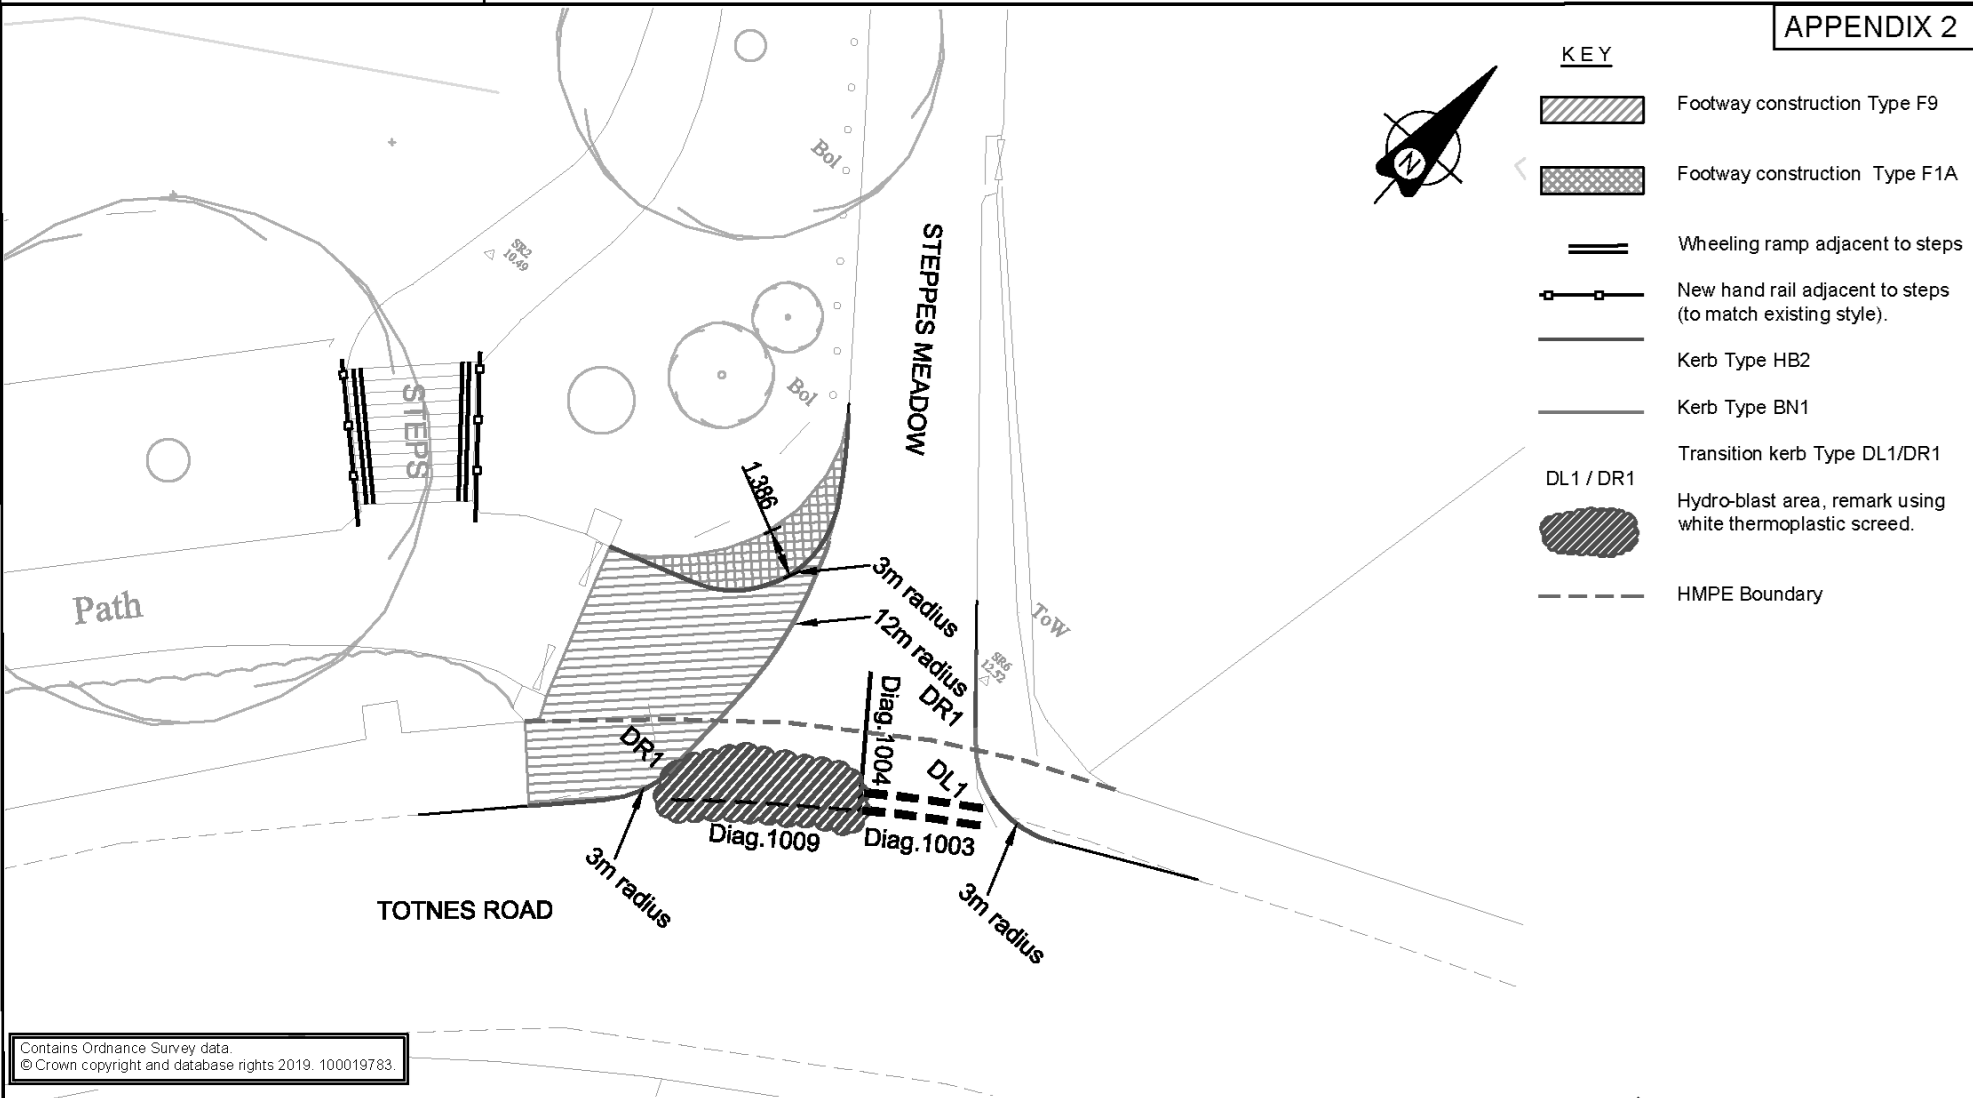 APPENDIX 2
KEY
Footway construction Type F9
Footway construction Type F1A
Wheeling ramp adjacent to steps
New hand rail adjacent to steps
(to match existing style).
Kerb Type HB2
Kerb Type BN1
Transition kerb Type DL1/DR1
DL1 / DR1
Hydro-blast area, remark using
white thermoplastic screed.
HMPE Boundary
N
Bol
SR2
10.49
STEPPES MEADOW
STEPS
Bol
1.386
3m radius
12m radius
Path
ToW
SR6
12.52
DR1
Diag.1004
DR1
DL1
Diag.1009
Diag.1003
3m radius
3m radius
TOTNES ROAD
Contains Ordnance Survey data.
© Crown copyright and database rights 2019. 100019783.